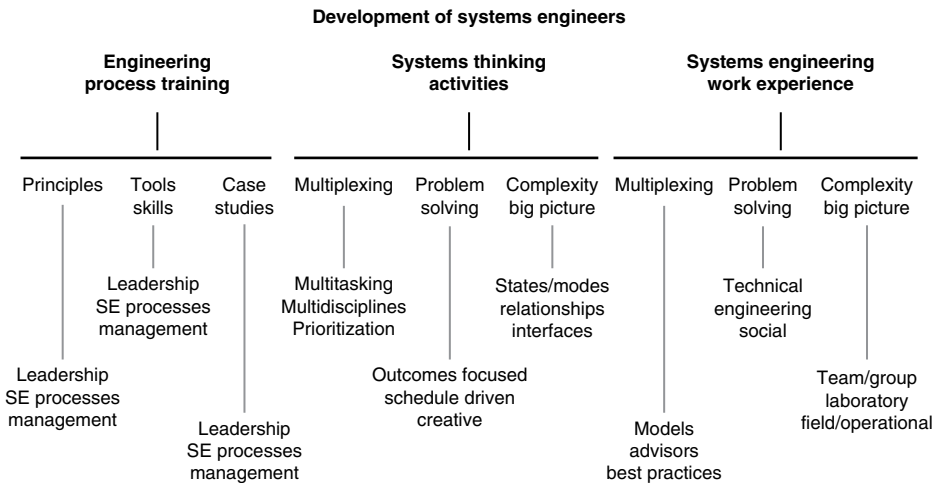 Development of systems engineers
Engineering
process training
Systems thinking
activities
Systems engineering
work experience
Principles
Tools
skills
Case
studies
Multiplexing
Problem
solving
Complexity
big picture
Multiplexing
Problem
solving
Complexity
big picture
Leadership
SE processes
management
Leadership
SE processes
management
Leadership
SE processes
management
Multitasking
Multidisciplines
Prioritization
Outcomes focused
schedule driven
creative
States/modes
relationships
interfaces
Models
advisors
best practices
Technical
engineering
social
Team/group
laboratory
field/operational